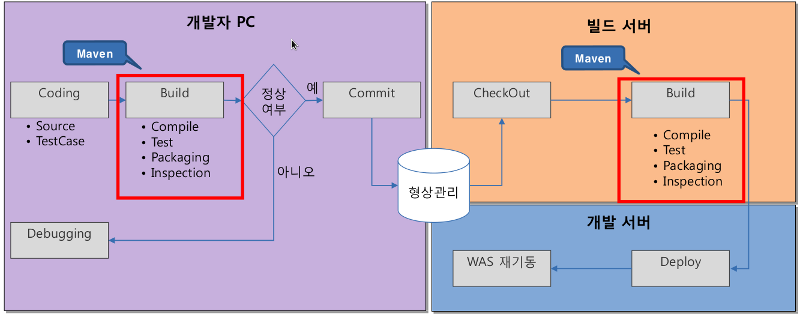 개발자 PC
Maven
Coding
• Source
• TestCase
Build
• Compile
• Test
• Packaging
• Inspection
정상
여부
예
아니오
Commit
Debugging
형상관리
빌드 서버
Maven
CheckOut
Build
• Compile
• Test
• Packaging
• Inspection
개발 서버
WAS 재기동
Deploy